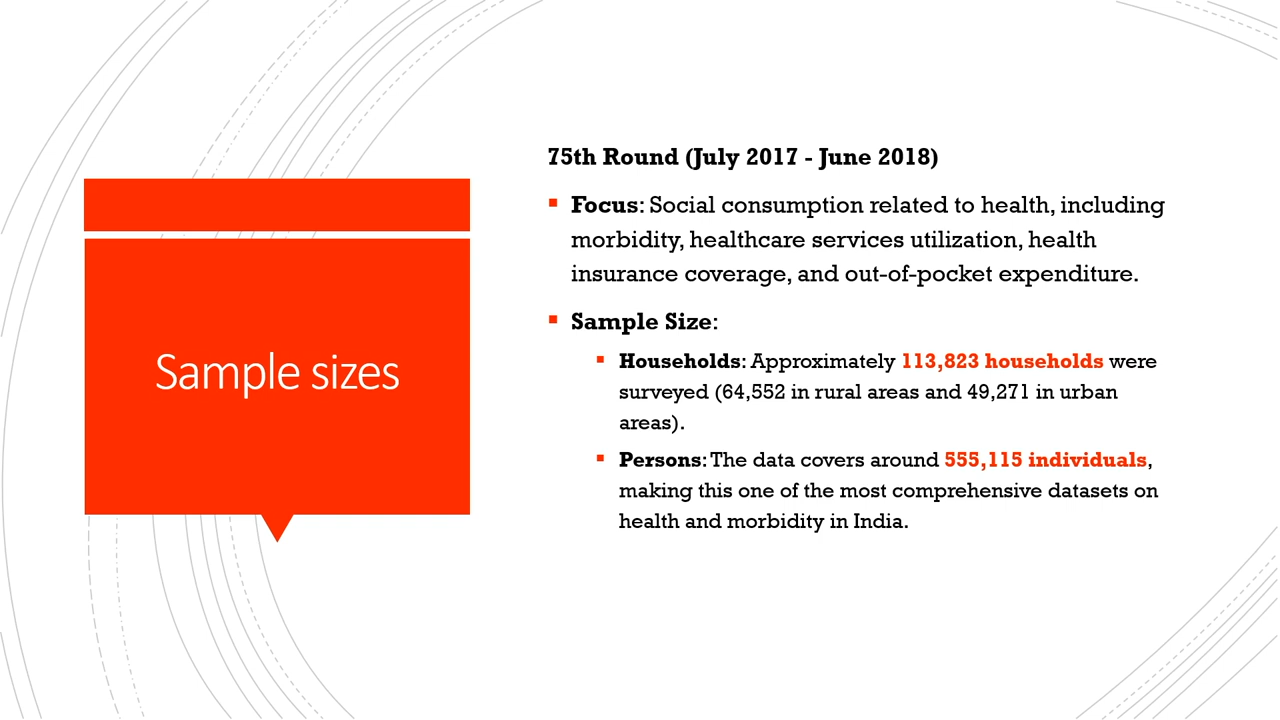 Sample sizes
75th Round (July 2017 - June 2018)
Focus: Social consumption related to health, including
morbidity, healthcare services utilization, health
insurance coverage, and out-of-pocket expenditure.
Sample Size:
Households: Approximately 113,823 households were
surveyed (64,552 in rural areas and 49,271 in urban
areas).
Persons: The data covers around 555,115 individuals,
making this one of the most comprehensive datasets on
health and morbidity in India.